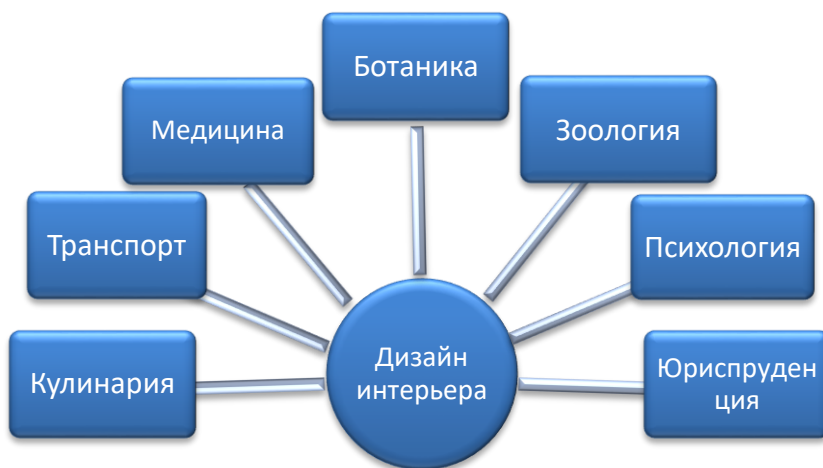 Ботаника
Медицина
Зоология
Транспорт
Психология
Кулинария
Дизайн
интерьера
Юриспруден
ция